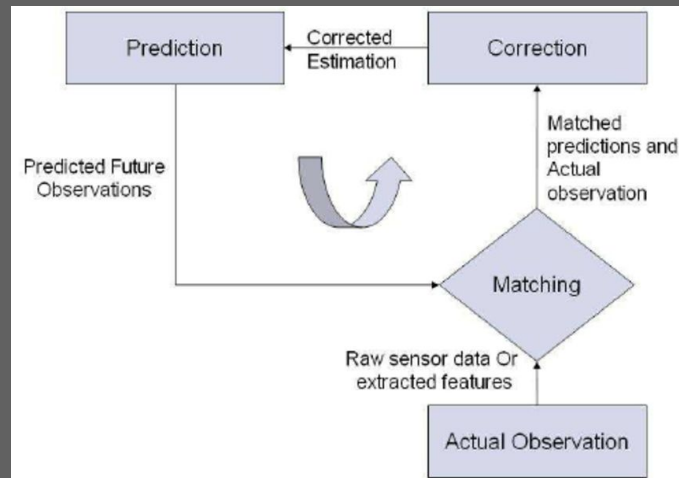 Prediction
Corrected
Estimation
Correction
Predicted Future
Observations
Matched
predictions and
Actual
observation
Matching
Raw sensor data Or
extracted features
Actual Observation